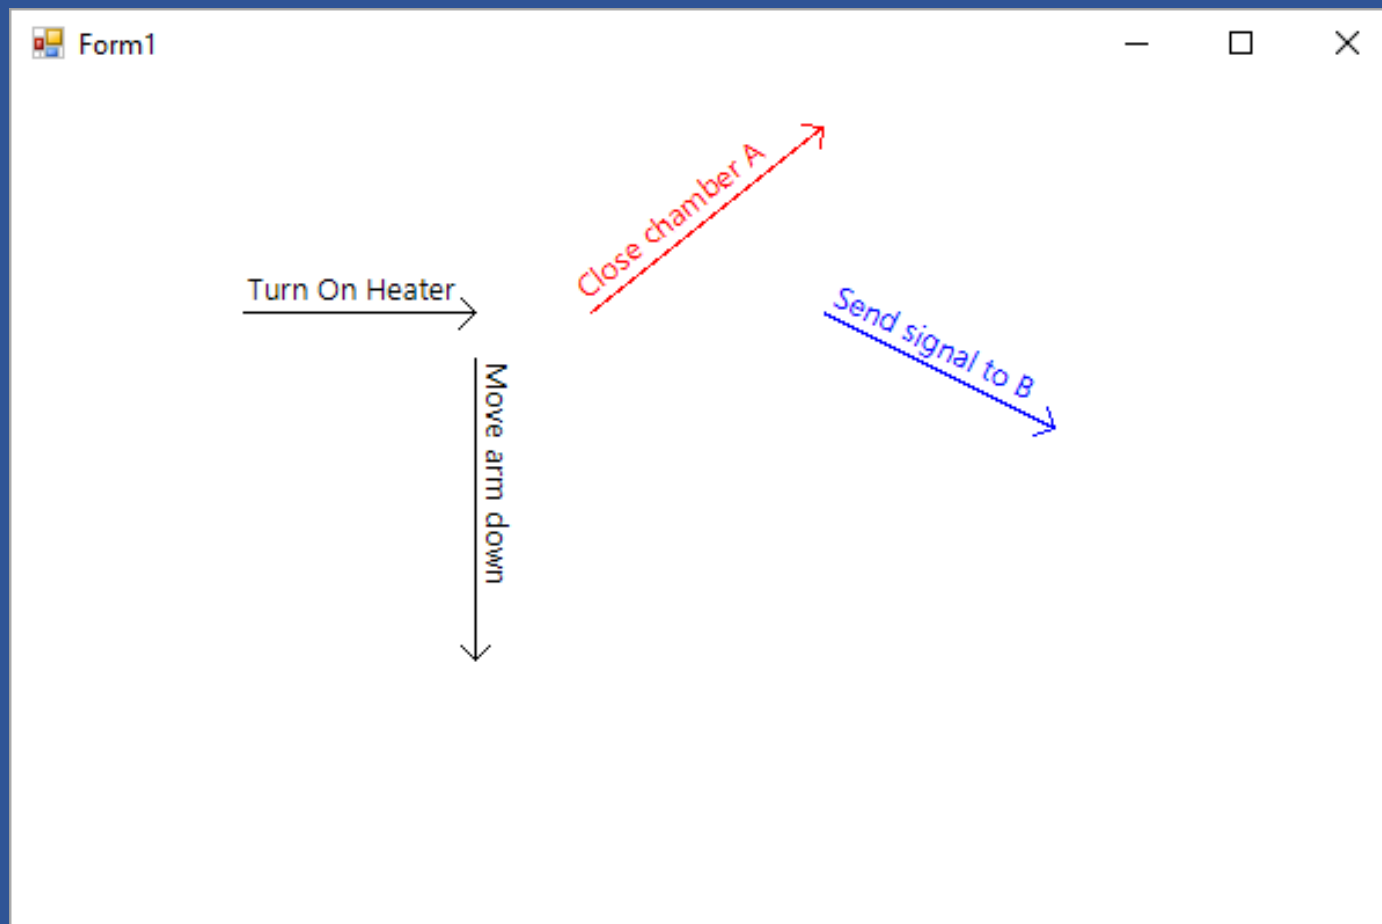 Form1
Close chamber A
Turn On Heater
Send signal to B
Move arm down